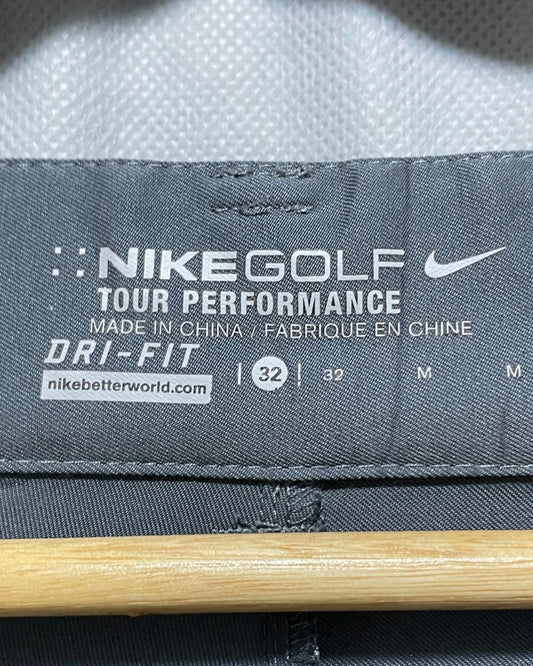 NIKEGOLF
TOUR PERFORMANCE
MADE IN CHINA / FABRIQUE EN CHINE
DRI-FIT
nikebetterworld.com
32 32 M M